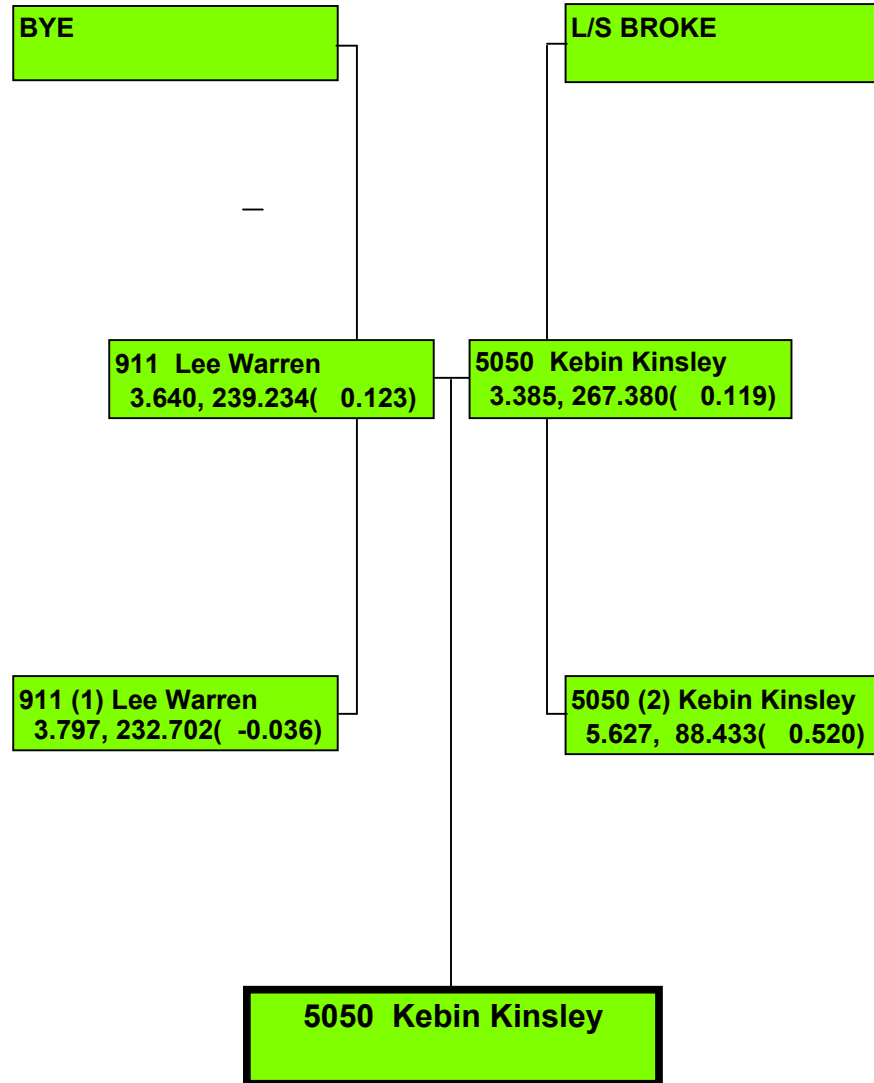 BYE
L/S BROKE
911 Lee Warren
3.640, 239.234( 0.123)
5050 Kebin Kinsley
3.385, 267.380( 0.119)
911 (1) Lee Warren
3.797, 232.702( -0.036)
5050 (2) Kebin Kinsley
5.627, 88.433( 0.520)
5050 Kebin Kinsley